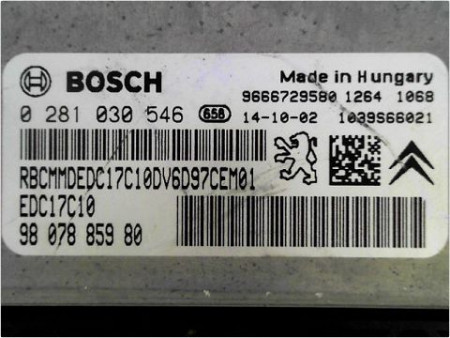 BOSCH
Made in Hungary
9666729580 1264 1068
0 281 030 546 658 14-10-02 1039S66021
RBCMMDEDC17C10DV6D97CEM01
EDC17C10
98 078 859 80